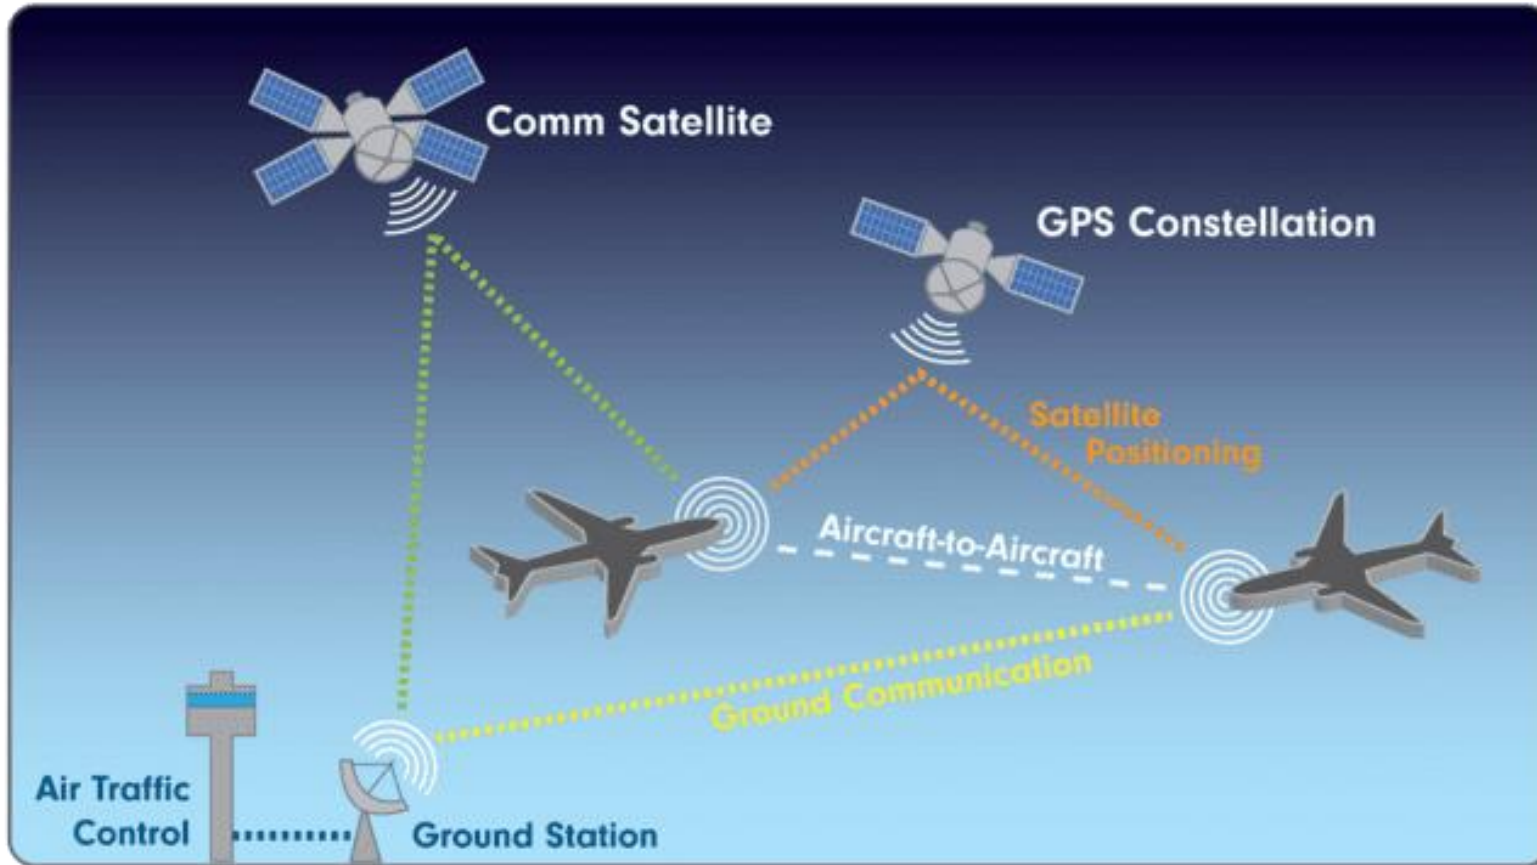 Comm Satellite
GPS Constellation
Satellite
Positioning
Aircraft-to-Aircraft
Ground Communication
Air Traffic
Control
Ground Station